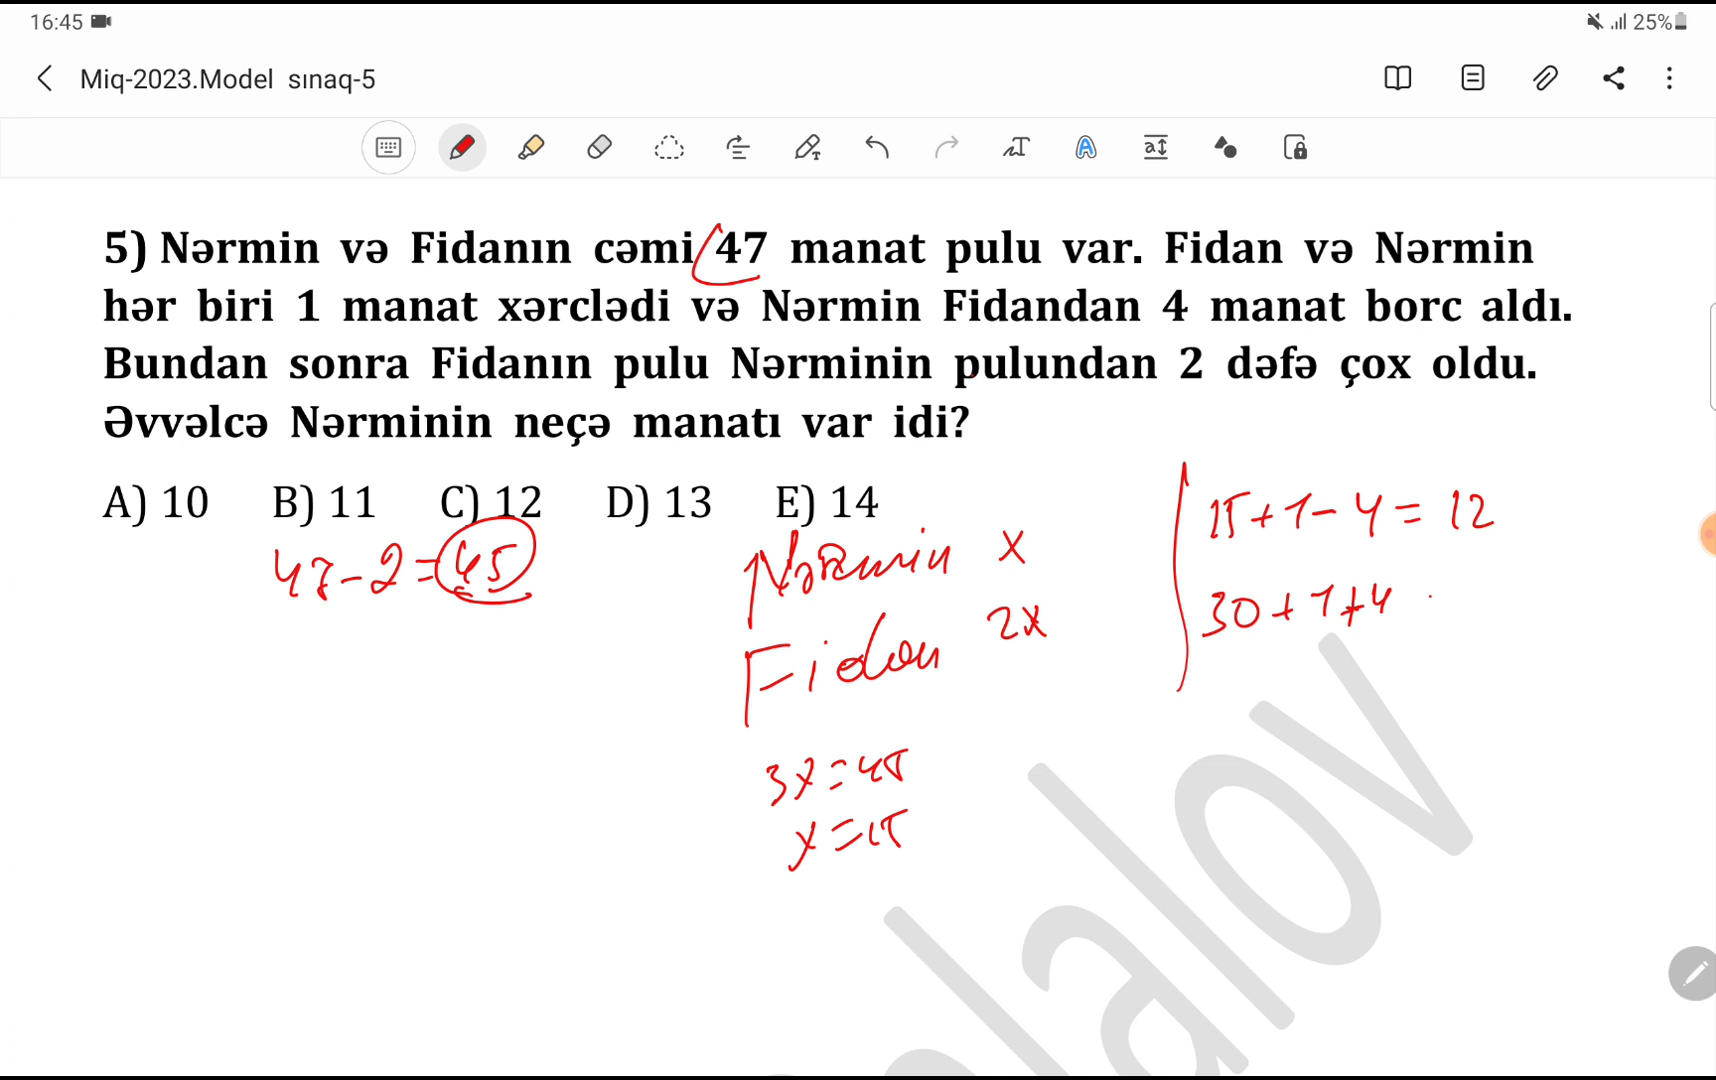 16:45
25%
Miq-2023.Model sınaq-5
5) Nərmin və Fidanın cəmi 47 manat pulu var. Fidan və Nərmin
hər biri 1 manat xərclədi və Nərmin Fidandan 4 manat borc aldı.
Bundan sonra Fidanın pulu Nərminin pulundan 2 dəfə çox oldu.
Əvvəlcə Nərminin neçə manatı var idi?
A) 10 B) 11 C) 12 D) 13 E) 14
47-2=45
Nərmin x
Fidan 2x
3x=45
x=15
15+1-4=12
30+1+4
alov